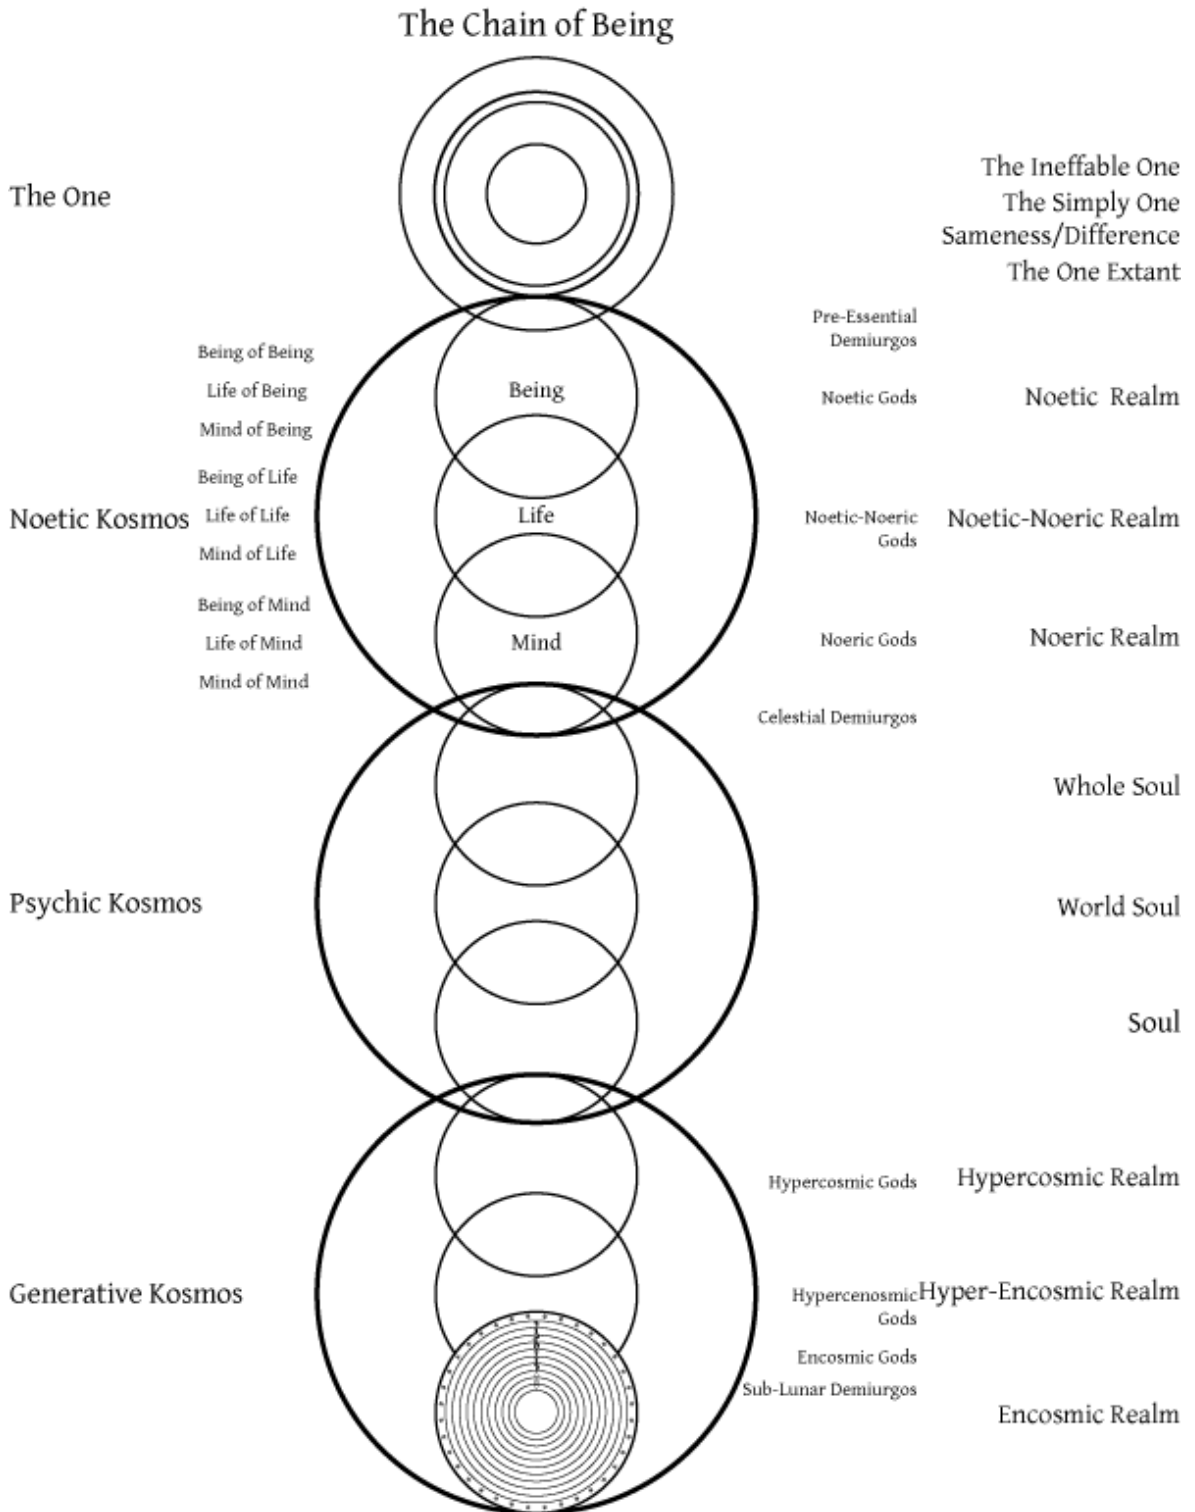 The Chain of Being
The Ineffable One
The One
The Simply One
Sameness/Difference
The One Extant
Pre-Essential
Demiurgos
Being of Being
Life of Being
Being
Noetic Gods
Noetic Realm
Mind of Being
Being of Life
Noetic Kosmos
Life of Life
Life
Noetic-Noeric
Gods
Noetic-Noeric Realm
Mind of Life
Being of Mind
Life of Mind
Mind
Noeric Gods
Noeric Realm
Mind of Mind
Celestial Demiurgos
Whole Soul
Psychic Kosmos
World Soul
Soul
Hypercosmic Gods
Hypercosmic Realm
Generative Kosmos
Hypercenosmic
Gods
Hyper-Encosmic Realm
Encosmic Gods
Sub-Lunar Demiurgos
Encosmic Realm